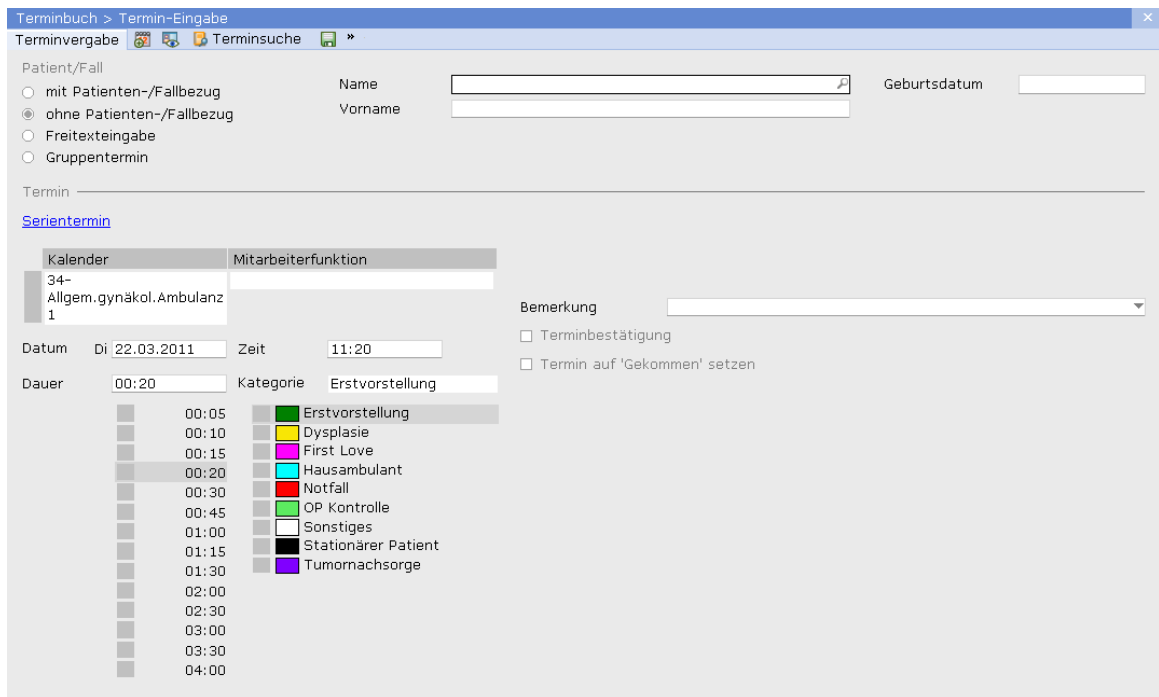 Terminbuch > Termin-Eingabe
Terminvergabe Terminsuche »
Patient/Fall
mit Patienten-/Fallbezug
ohne Patienten-/Fallbezug
Freitexteingabe
Gruppentermin
Name
Geburtsdatum
Vorname
Termin
Serientermin
Kalender Mitarbeiterfunktion
34-
Allgem.gynäkol.Ambulanz
1
Bemerkung
Terminbestätigung
Termin auf 'Gekommen' setzen
Datum Di 22.03.2011 Zeit 11:20
Dauer 00:20 Kategorie Erstvorstellung
00:05
00:10
00:15
00:20
00:30
00:45
01:00
01:15
01:30
02:00
02:30
03:00
03:30
04:00
Erstvorstellung
Dysplasie
First Love
Hausambulant
Notfall
OP Kontrolle
Sonstiges
Stationärer Patient
Tumornachsorge